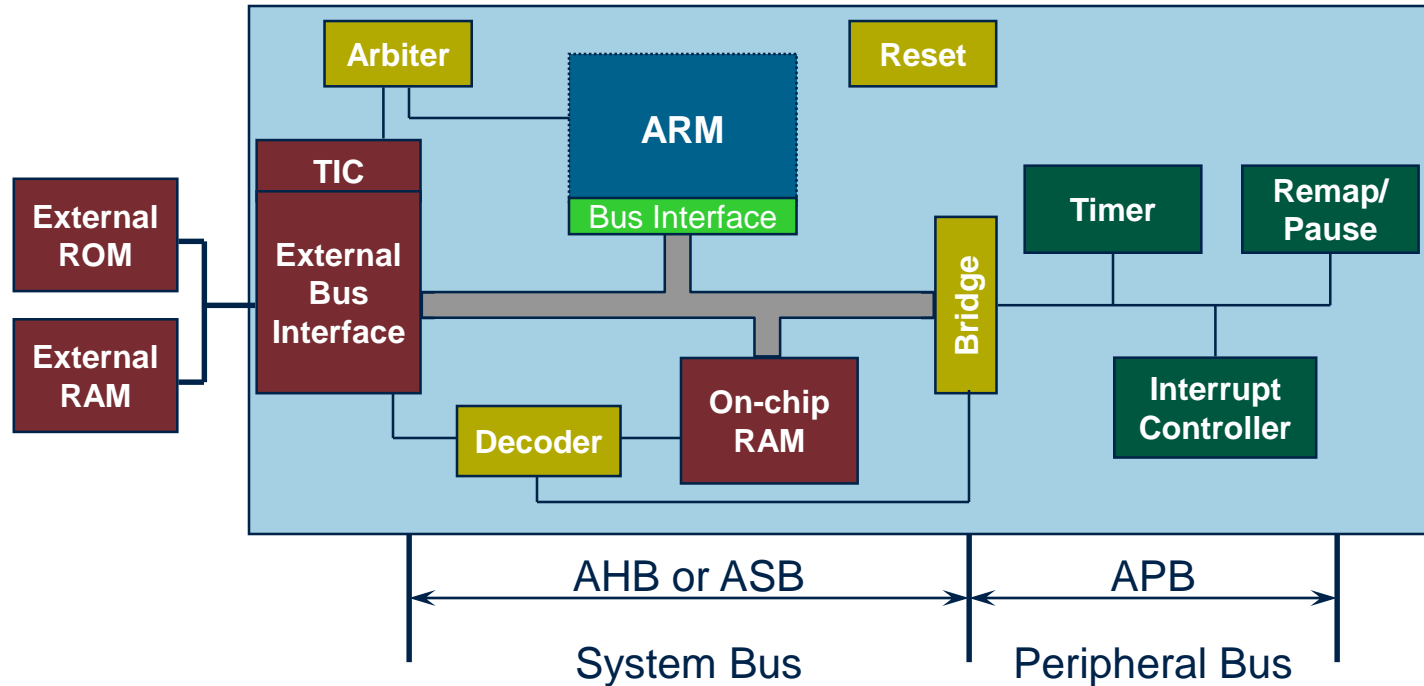 Arbiter
Reset
ARM
TIC
Bus Interface
External
ROM
External
Bus
Interface
Timer
Remap/
Pause
Bridge
External
RAM
On-chip
RAM
Decoder
Interrupt
Controller
AHB or ASB
APB
System Bus
Peripheral Bus